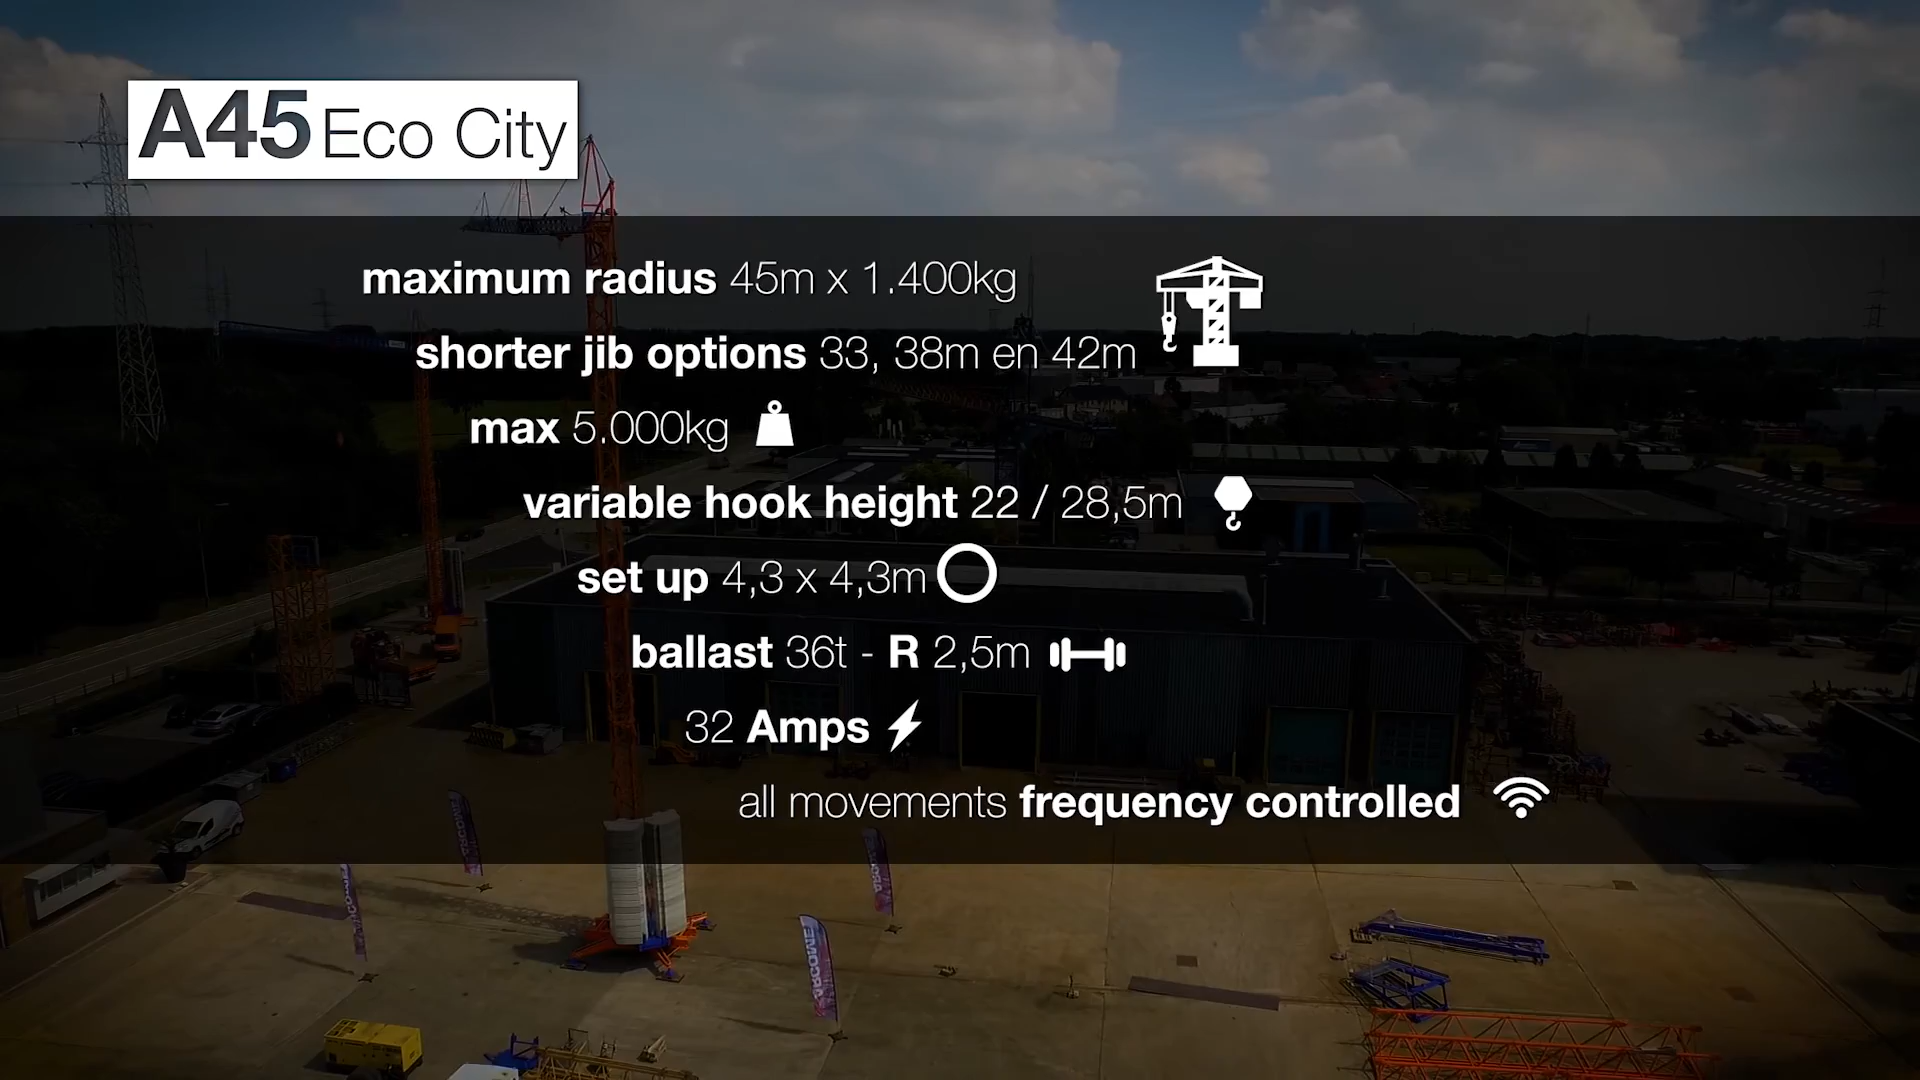 A45 Eco City
maximum radius 45m x 1.400kg
shorter jib options 33, 38m en 42m
max 5.000kg
variable hook height 22 / 28,5m
set up 4,3 x 4,3m
ballast 36t - R 2,5m
32 Amps
all movements frequency controlled